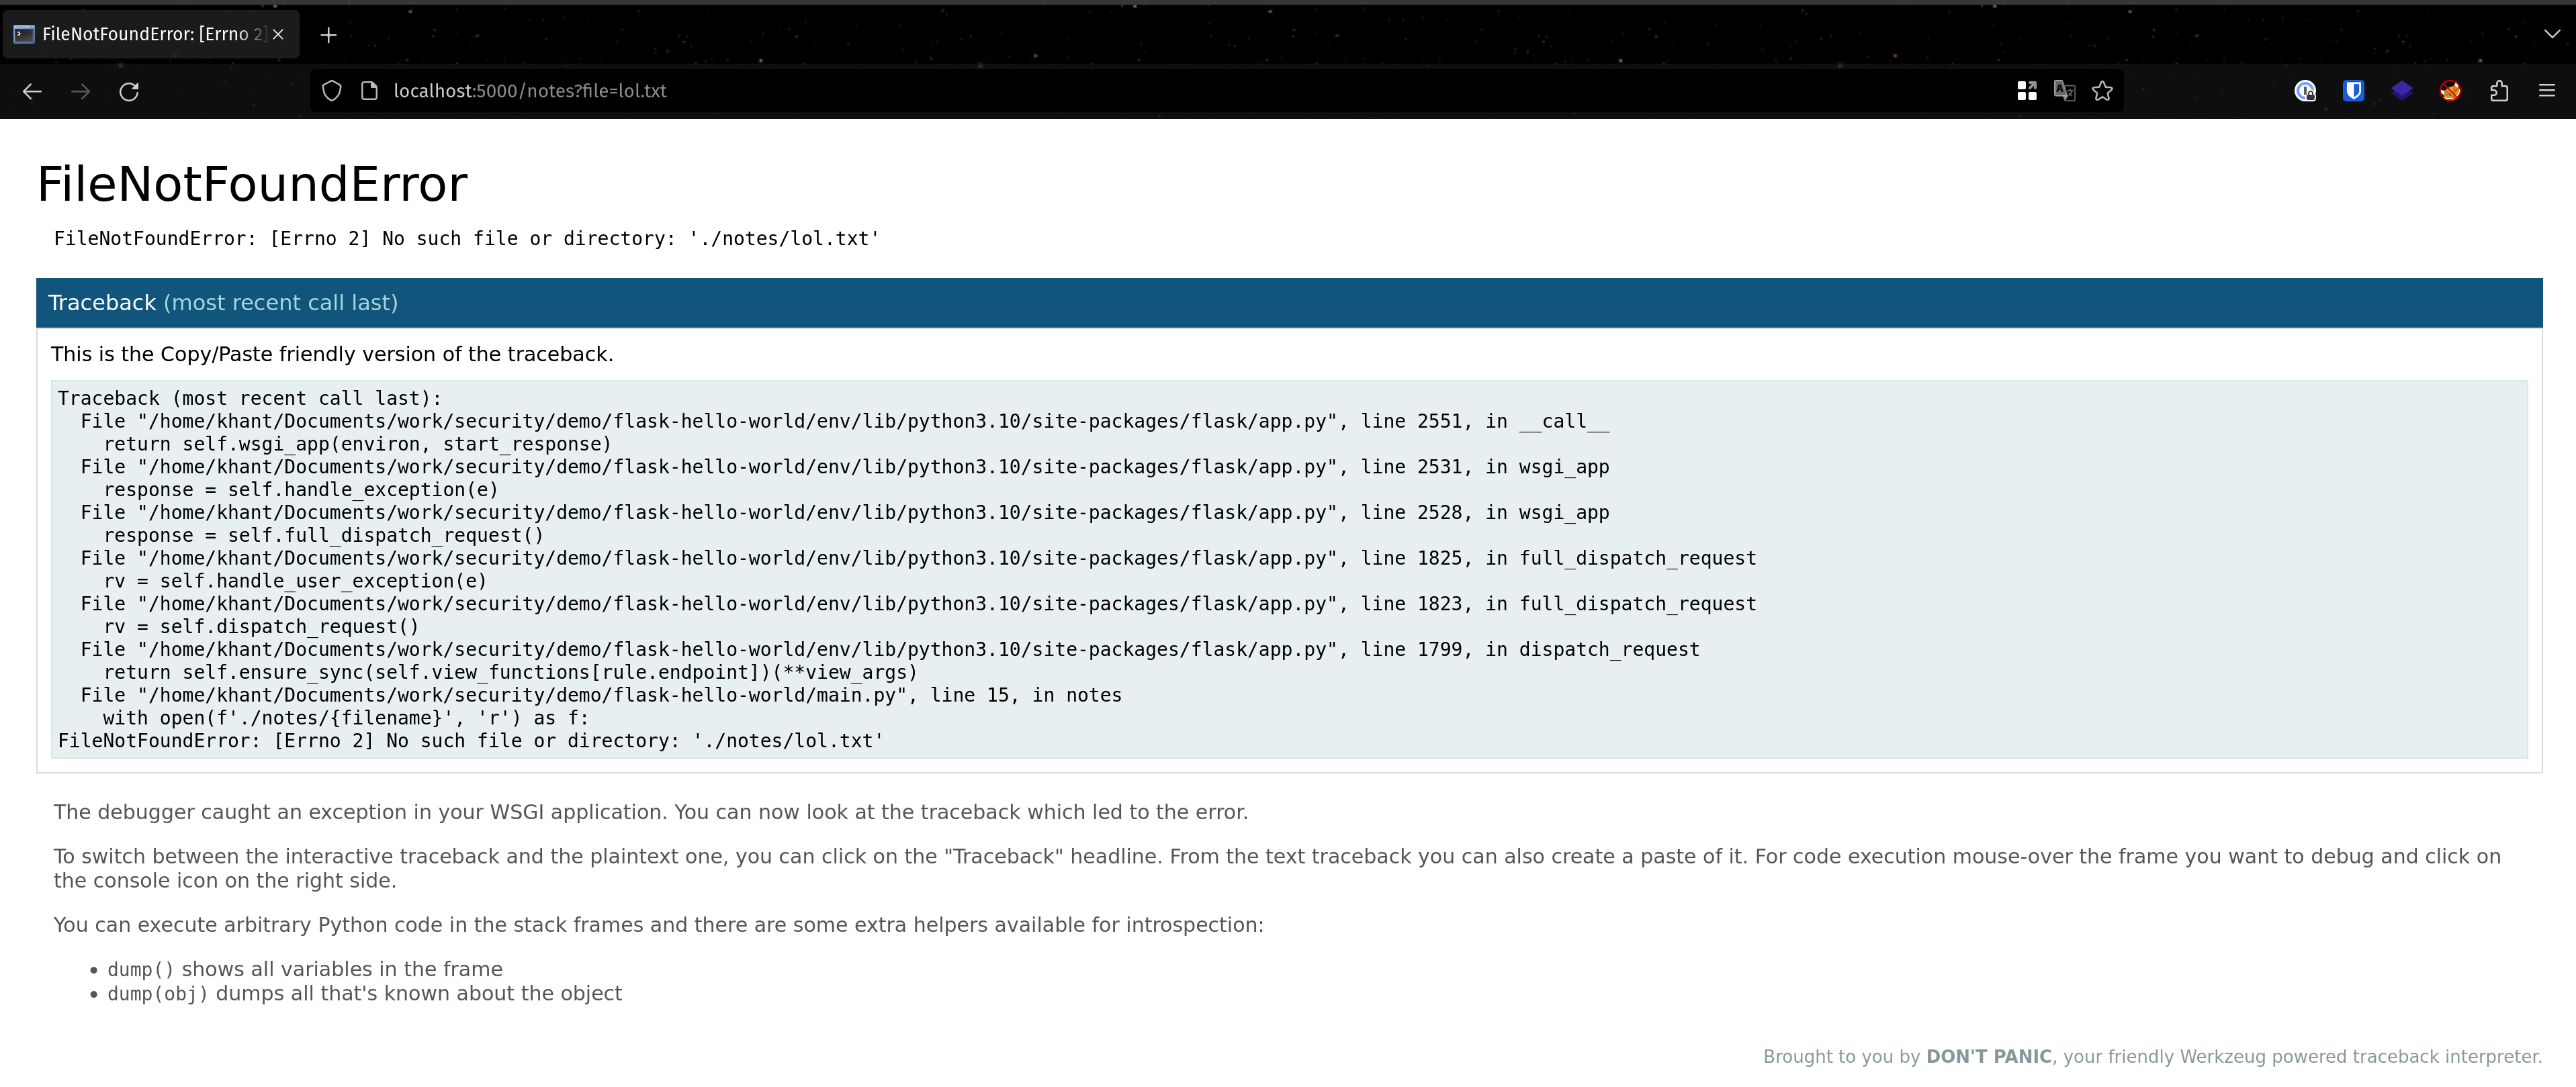 FileNotFoundError: [Errno 2]
localhost:5000/notes?file=lol.txt
FileNotFoundError
FileNotFoundError: [Errno 2] No such file or directory: './notes/lol.txt'
Traceback (most recent call last)
This is the Copy/Paste friendly version of the traceback.
Traceback (most recent call last):
  File "/home/khant/Documents/work/security/demo/flask-hello-world/env/lib/python3.10/site-packages/flask/app.py", line 2551, in __call__
    return self.wsgi_app(environ, start_response)
  File "/home/khant/Documents/work/security/demo/flask-hello-world/env/lib/python3.10/site-packages/flask/app.py", line 2531, in wsgi_app
    response = self.handle_exception(e)
  File "/home/khant/Documents/work/security/demo/flask-hello-world/env/lib/python3.10/site-packages/flask/app.py", line 2528, in wsgi_app
    response = self.full_dispatch_request()
  File "/home/khant/Documents/work/security/demo/flask-hello-world/env/lib/python3.10/site-packages/flask/app.py", line 1825, in full_dispatch_request
    rv = self.handle_user_exception(e)
  File "/home/khant/Documents/work/security/demo/flask-hello-world/env/lib/python3.10/site-packages/flask/app.py", line 1823, in full_dispatch_request
    rv = self.dispatch_request()
  File "/home/khant/Documents/work/security/demo/flask-hello-world/env/lib/python3.10/site-packages/flask/app.py", line 1799, in dispatch_request
    return self.ensure_sync(self.view_functions[rule.endpoint])(**view_args)
  File "/home/khant/Documents/work/security/demo/flask-hello-world/main.py", line 15, in notes
    with open(f'./notes/{filename}', 'r') as f:
FileNotFoundError: [Errno 2] No such file or directory: './notes/lol.txt'
The debugger caught an exception in your WSGI application. You can now look at the traceback which led to the error.
To switch between the interactive traceback and the plaintext one, you can click on the "Traceback" headline. From the text traceback you can also create a paste of it. For code execution mouse-over the frame you want to debug and click on
the console icon on the right side.
You can execute arbitrary Python code in the stack frames and there are some extra helpers available for introspection:
• dump() shows all variables in the frame
• dump(obj) dumps all that's known about the object
Brought to you by DON'T PANIC, your friendly Werkzeug powered traceback interpreter.